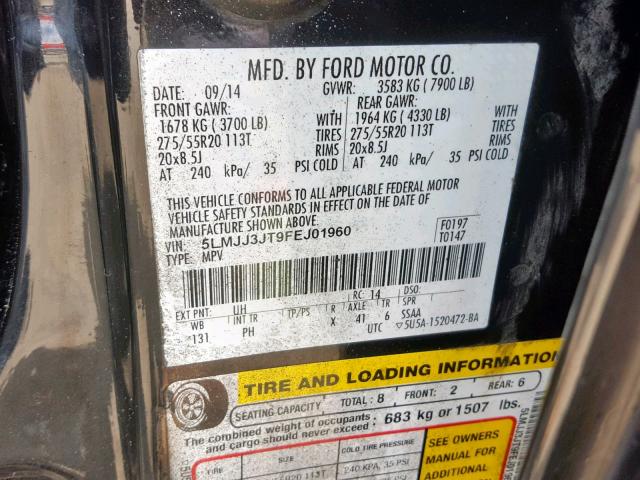 MFD. BY FORD MOTOR CO.
DATE: 09/14 GVWR: 3583 KG (7900 LB)
FRONT GAWR: REAR GAWR:
1678 KG (3700 LB) WITH 1964 KG (4330 LB) WITH
275/55R20 113T TIRES 275/55R20 113T TIRES
20x8.5J RIMS 20x8.5J RIMS
AT 240 kPa/ 35 PSI COLD AT 240 kPa/ 35 PSI COLD
THIS VEHICLE CONFORMS TO ALL APPLICABLE FEDERAL MOTOR
VEHICLE SAFETY STANDARDS IN EFFECT ON THE DATE OF
MANUFACTURE SHOWN ABOVE.
VIN: 5LMJJ3JT9FEJ01960 F0197
TYPE: MPV T0147
EXT PNT: UH RC: 14 DSO:
WB INT TR TP/PS R AXLE TR SPR
131 PH X 41 6 SSAA
UTC ▽5U5A-1520472-BA
TIRE AND LOADING INFORMATION
SEATING CAPACITY TOTAL: 8 FRONT: 2 REAR: 6
The combined weight of occupants and cargo should never exceed 683 kg or 1507 lbs.
TIRE SIZE COLD TIRE PRESSURE SEE OWNERS
113T 240 KPA, 35 PSI MANUAL FOR
ADDITIONAL